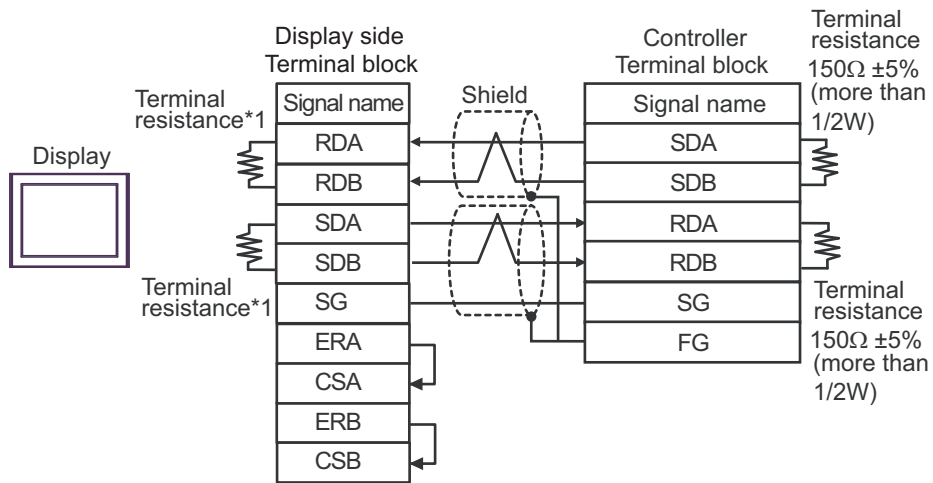 Display
Terminal
resistance*1
Terminal
resistance*1
Display side
Terminal block
Signal name
RDA
RDB
SDA
SDB
SG
ERA
CSA
ERB
CSB
Shield
Controller
Terminal block
Signal name
SDA
SDB
RDA
RDB
SG
FG
Terminal
resistance
150Ω ±5%
(more than
1/2W)
Terminal
resistance
150Ω ±5%
(more than
1/2W)